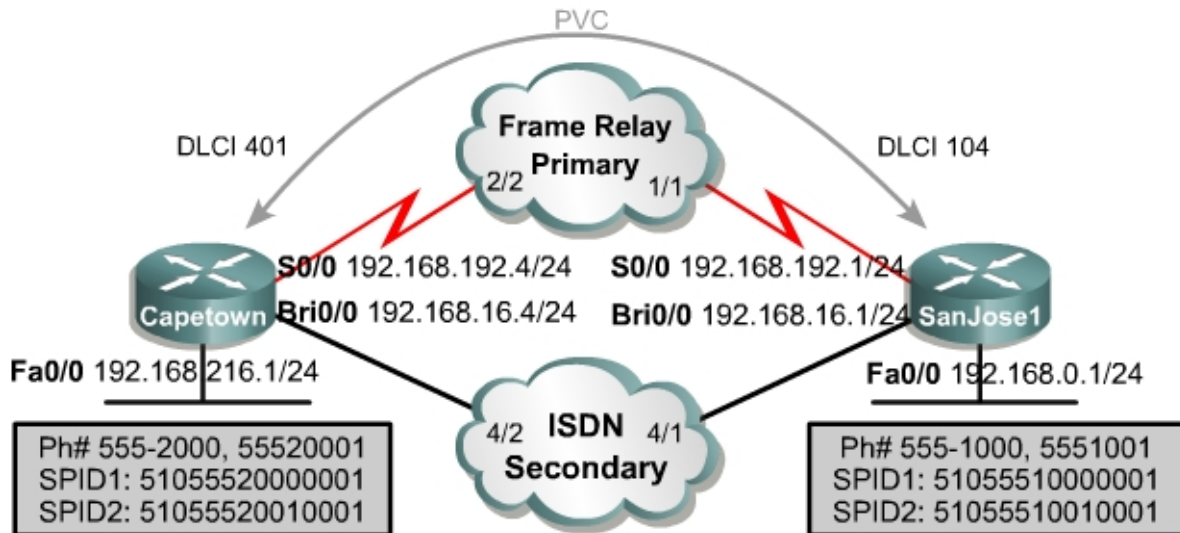 PVC
Frame Relay
Primary
DLCI 401
DLCI 104
2/2
1/1
S0/0 192.168.192.4/24
S0/0 192.168.192.1/24
Capetown
Bri0/0 192.168.16.4/24
Bri0/0 192.168.16.1/24
SanJose1
Fa0/0 192.168.216.1/24
Fa0/0 192.168.0.1/24
4/2
ISDN
Secondary
4/1
Ph# 555-2000, 55520001
SPID1: 51055520000001
SPID2: 51055520010001
Ph# 555-1000, 5551001
SPID1: 51055510000001
SPID2: 51055510010001